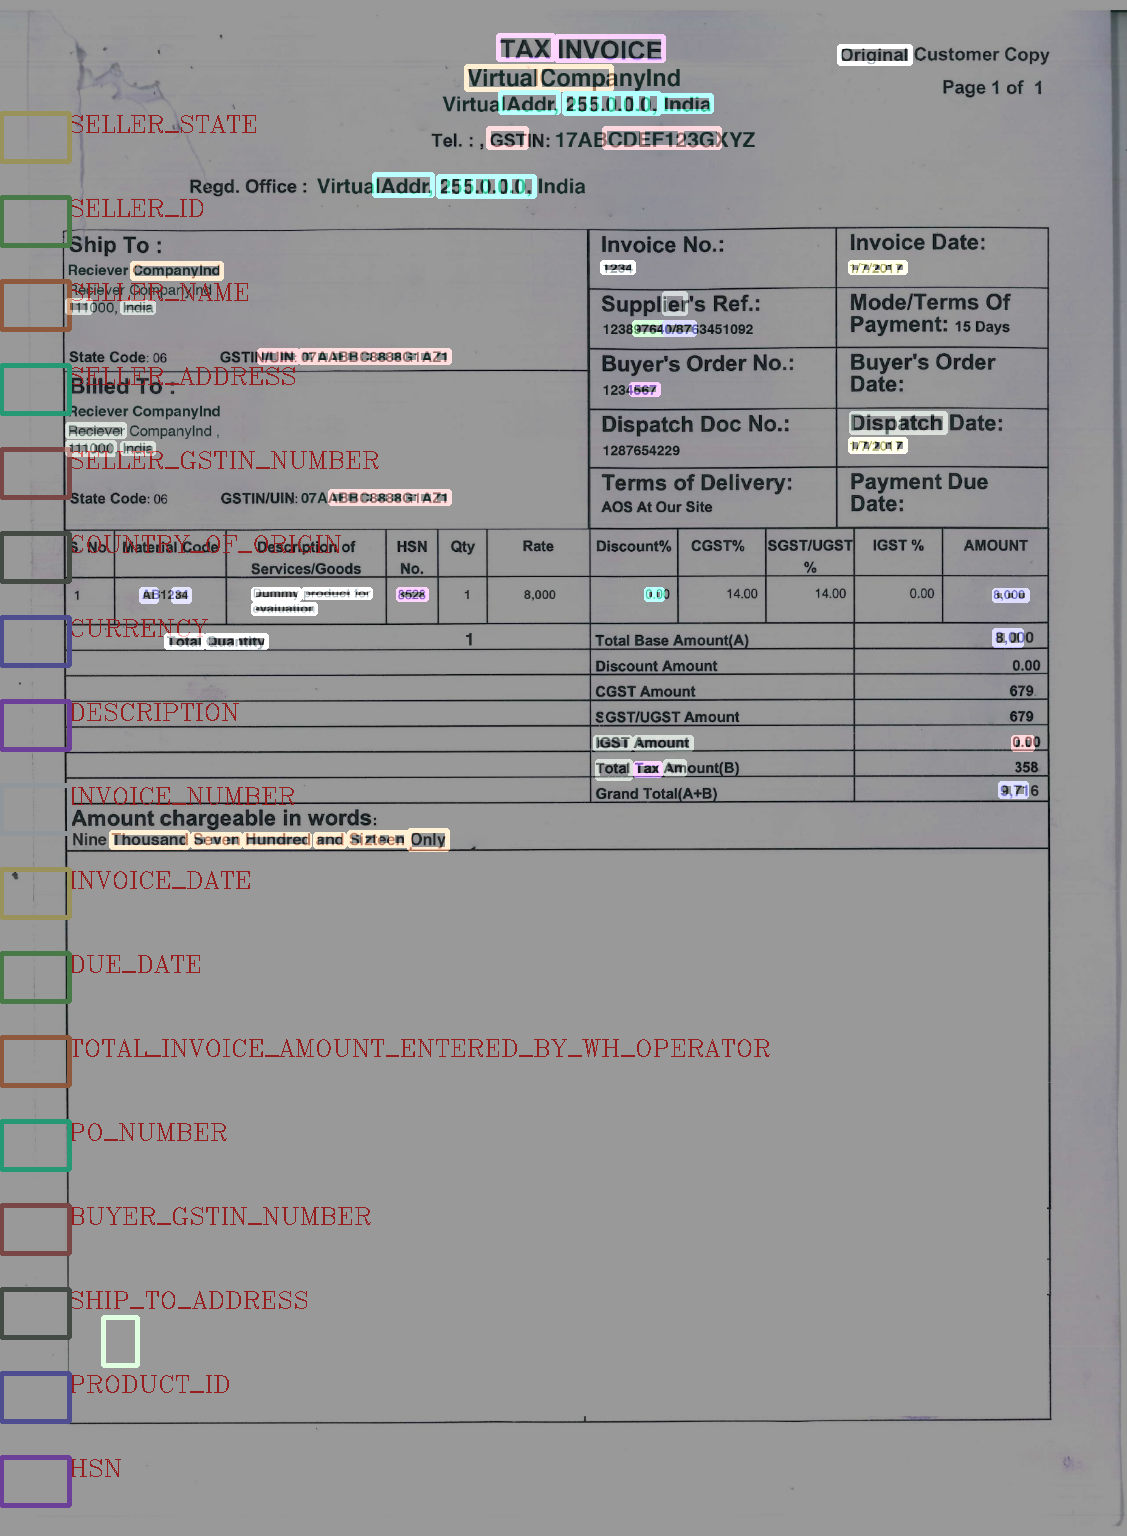 TAX INVOICE
Original Customer Copy
VirtualCompanyInd
Page 1 of 1
VirtualAddr, 255.0.0.0, India
Tel. : , GSTIN: 17ABCDEF123GXYZ
SELLER_STATE
Regd. Office : VirtualAddr, 255.0.0.0, India
SELLER_ID
Ship To :
Reciever CompanyInd
Reciever CompanyInd
SELLER_NAME
111000, India
State Code: 06 GSTIN/UIN: 07AABBC8888G1AZ1
SELLER_ADDRESS
Invoice No.:
1234
Invoice Date:
1/7/2017
Supplier's Ref.:
123897640/8763451092
Mode/Terms Of
Payment: 15 Days
Billed To :
Reciever CompanyInd
Reciever CompanyInd ,
111000 India
SELLER_GSTIN_NUMBER
State Code: 06 GSTIN/UIN: 07AABBC8888G1AZ1
Buyer's Order No.:
1234567
Buyer's Order
Date:
Dispatch Doc No.:
1287654229
Dispatch Date:
1/7/2017
Terms of Delivery:
AOS At Our Site
Payment Due
Date:
COUNTRY_OF_ORIGIN
S. No. Material Code Description of HSN Qty Rate Discount% CGST% SGST/UGST IGST % AMOUNT
Services/Goods No. %
1 AB1234 Dummy product for 8528 1 8,000 0.00 14.00 14.00 0.00 8,000
evaluation
CURRENCY
Total Quantity 1 Total Base Amount(A) 8,000
Discount Amount 0.00
CGST Amount 679
DESCRIPTION
SGST/UGST Amount 679
IGST Amount 0.00
Total Tax Amount(B) 358
Grand Total(A+B) 9,716
INVOICE_NUMBER
Amount chargeable in words:
Nine Thousand Seven Hundred and Sizteen Only
INVOICE_DATE
DUE_DATE
TOTAL_INVOICE_AMOUNT_ENTERED_BY_WH_OPERATOR
PO_NUMBER
BUYER_GSTIN_NUMBER
SHIP_TO_ADDRESS
PRODUCT_ID
HSN